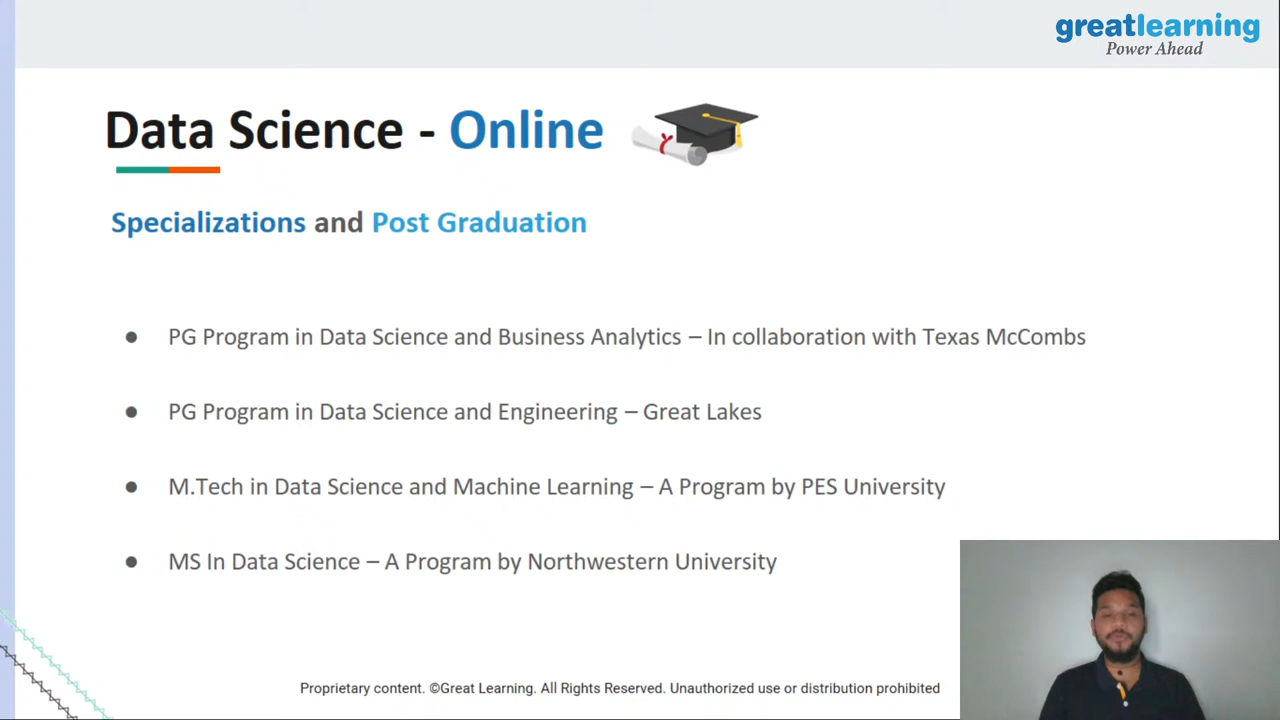 greatlearning
Power Ahead
Data Science - Online
Specializations and Post Graduation
● PG Program in Data Science and Business Analytics – In collaboration with Texas McCombs
● PG Program in Data Science and Engineering – Great Lakes
● M.Tech in Data Science and Machine Learning – A Program by PES University
● MS In Data Science – A Program by Northwestern University
Proprietary content. ©Great Learning. All Rights Reserved. Unauthorized use or distribution prohibited